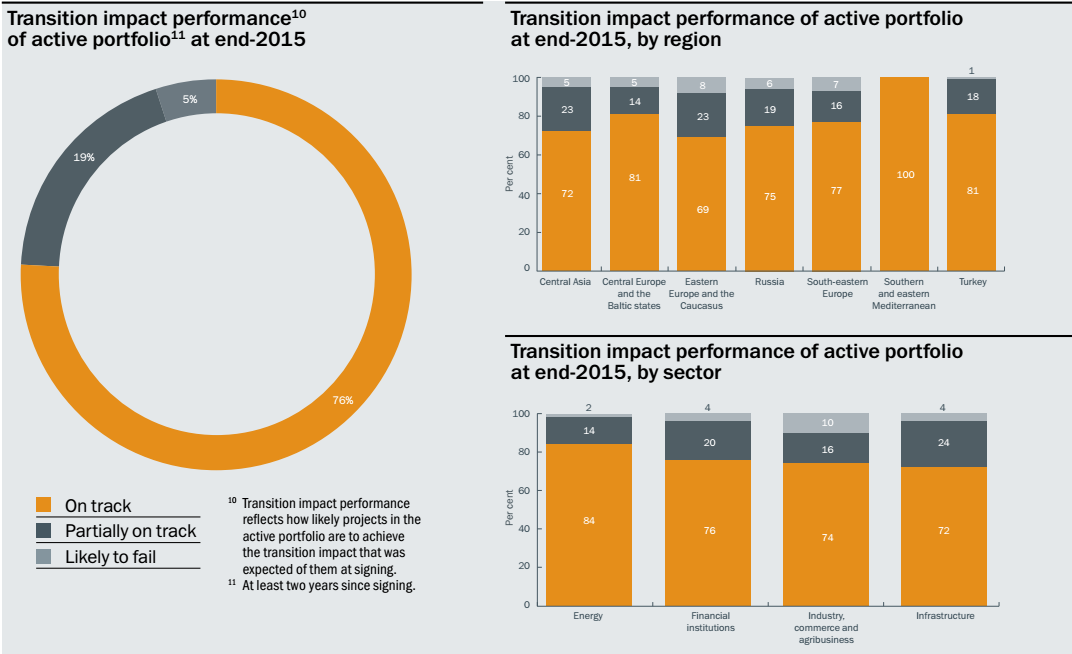 Transition impact performance¹⁰
of active portfolio¹¹ at end-2015
5%
19%
76%
On track
Partially on track
Likely to fail
¹⁰ Transition impact performance
reflects how likely projects in the
active portfolio are to achieve
the transition impact that was
expected of them at signing.
¹¹ At least two years since signing.
Transition impact performance of active portfolio
at end-2015, by region
Per cent
100
80
60
40
20
0
5
23
72
5
14
81
8
23
69
6
19
75
7
16
77
100
1
18
81
Central Asia
Central Europe
and the
Baltic states
Eastern
Europe and the
Caucasus
Russia
South-eastern
Europe
Southern
and eastern
Mediterranean
Turkey
Transition impact performance of active portfolio
at end-2015, by sector
Per cent
100
80
60
40
20
0
2
14
84
4
20
76
10
16
74
4
24
72
Energy
Financial
institutions
Industry,
commerce and
agribusiness
Infrastructure